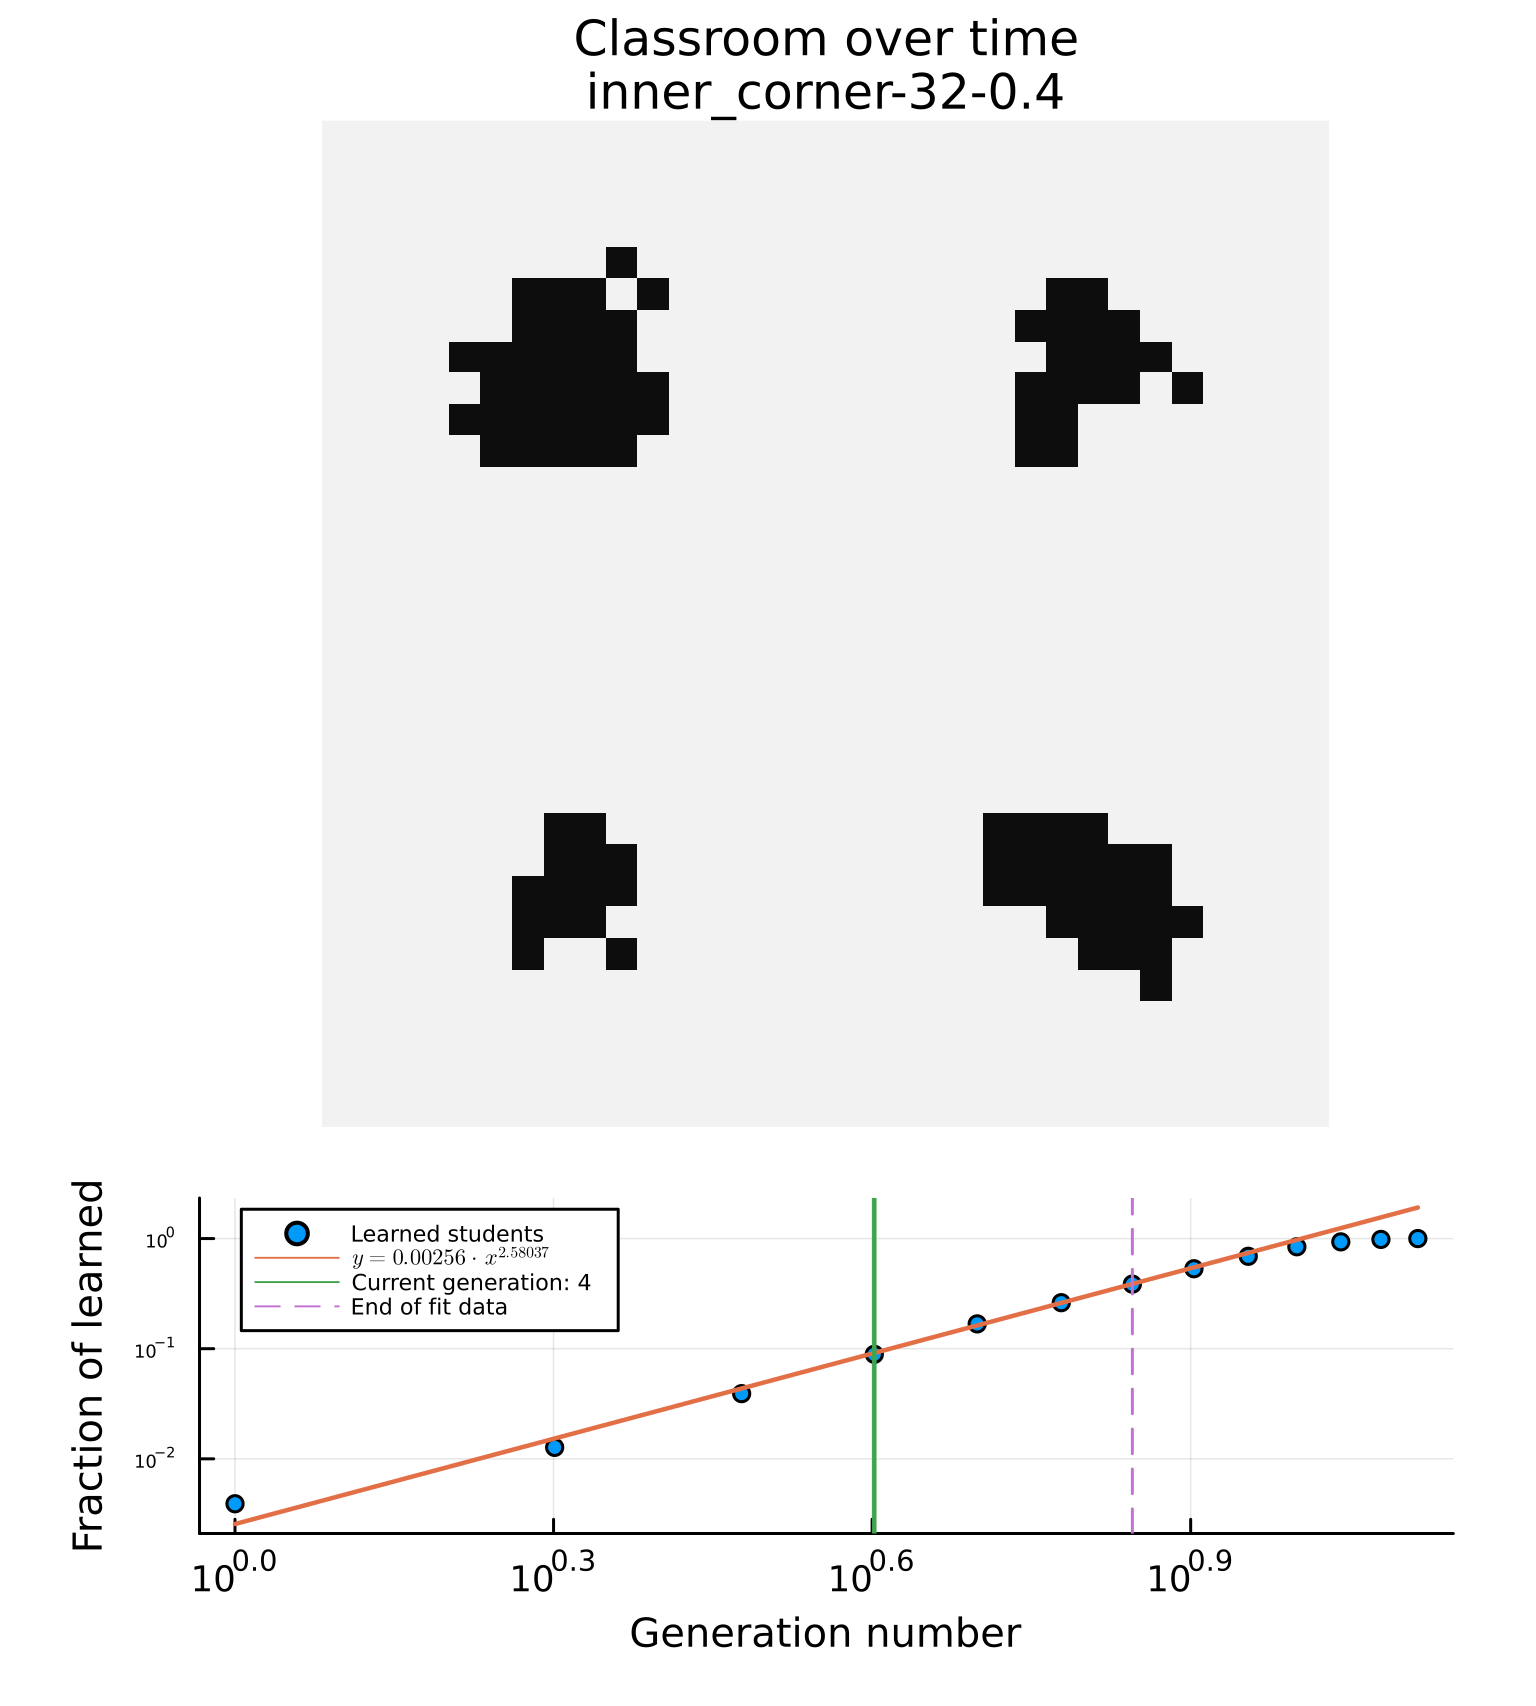 Classroom over time
inner_corner-32-0.4
Fraction of learned
10^0
10^−1
10^−2
Learned students
y = 0.00256 · x^2.58037
Current generation: 4
End of fit data
10^0.0
10^0.3
10^0.6
10^0.9
Generation number